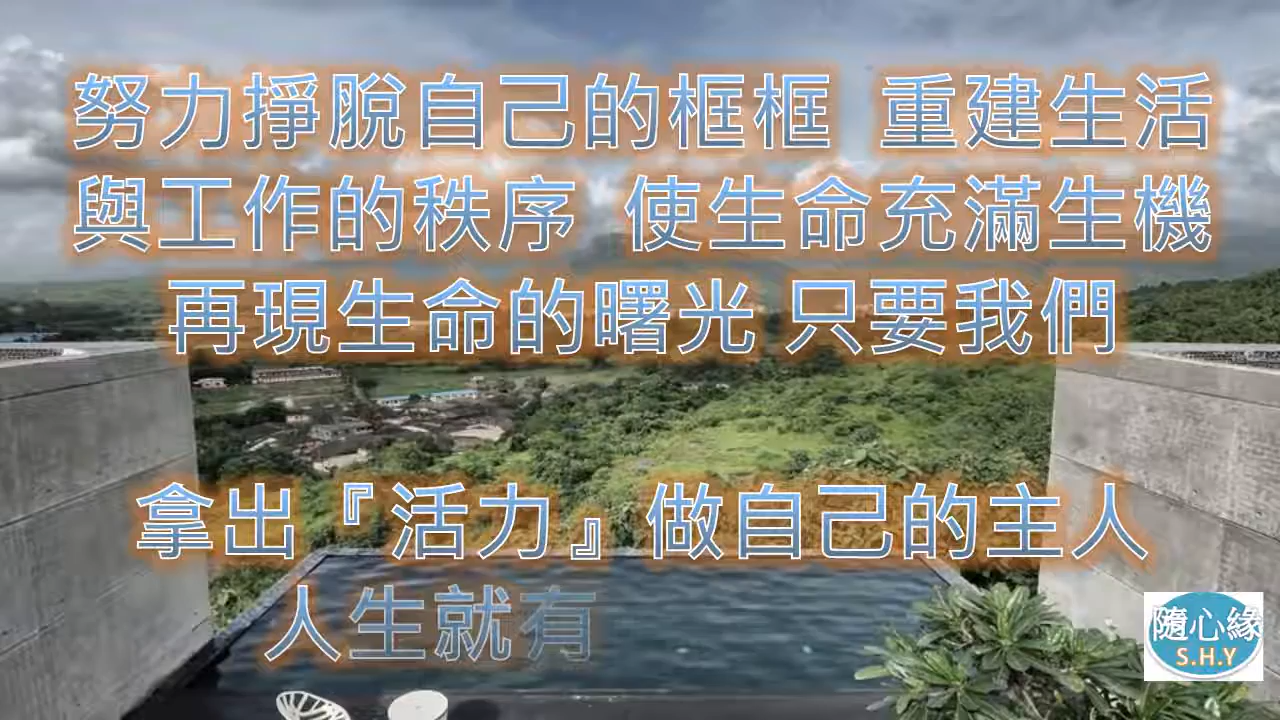 努力掙脫自己的框框 重建生活
與工作的秩序 使生命充滿生機
再現生命的曙光 只要我們
拿出『活力』做自己的主人
人生就有
隨心緣
S.H.Y